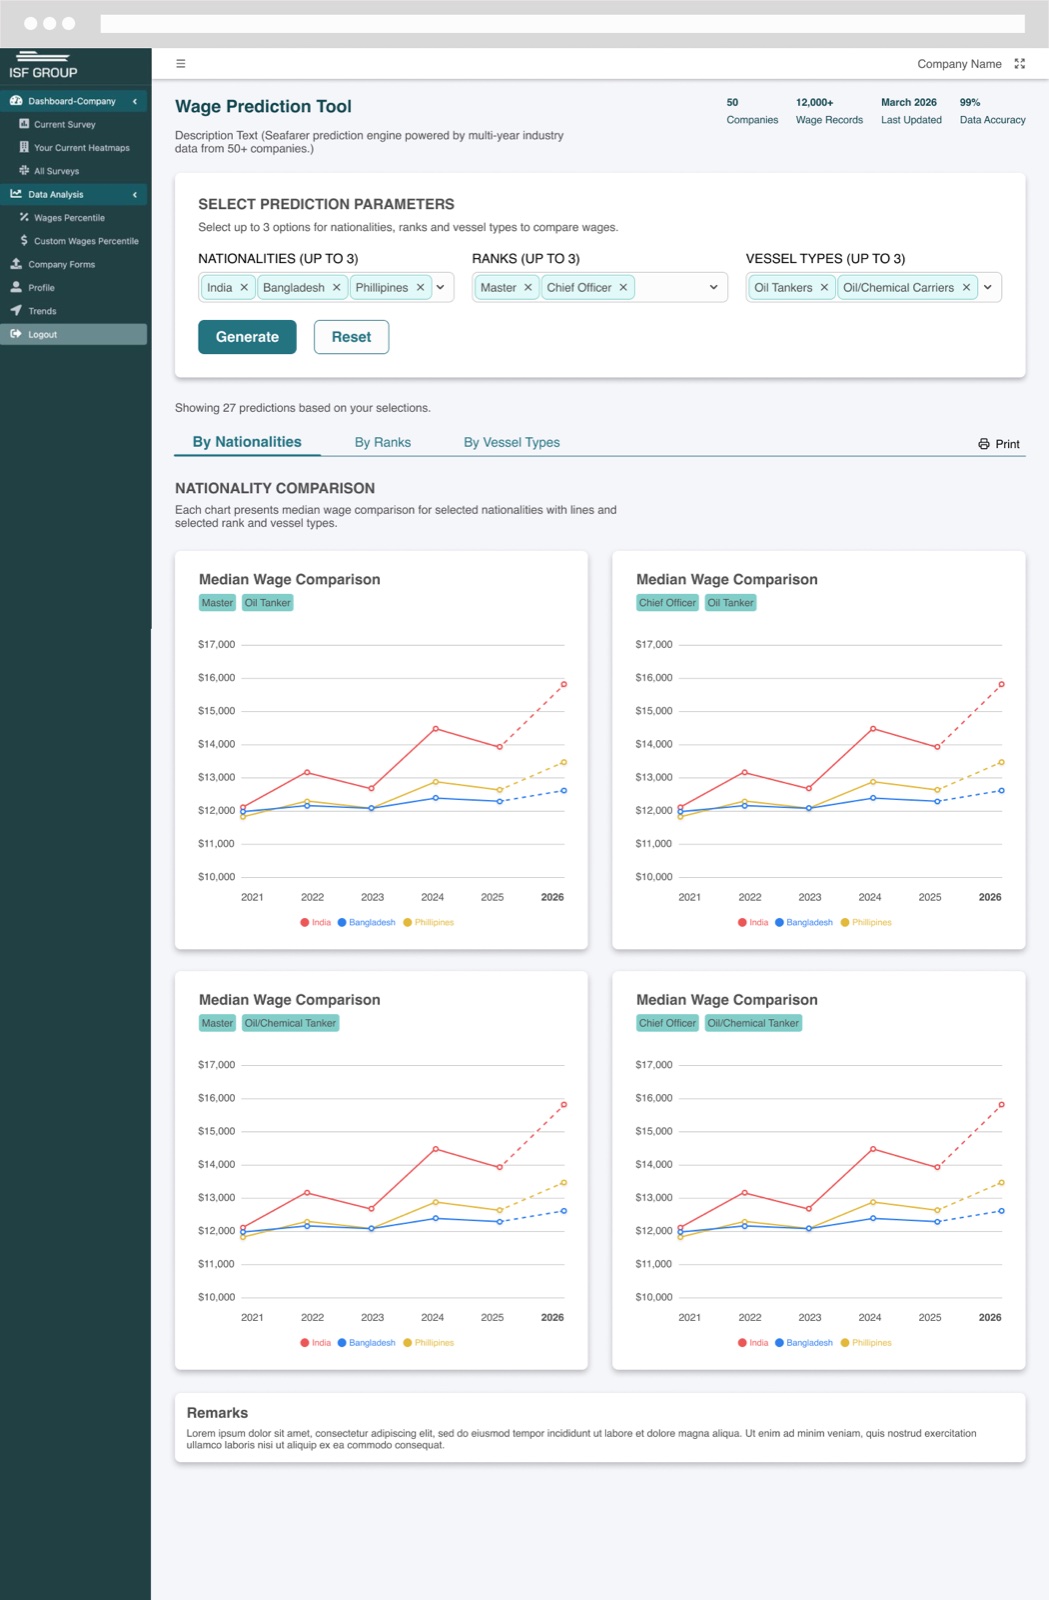 ISF GROUP
Dashboard-Company
Current Survey
Your Current Heatmaps
All Surveys
Data Analysis
Wages Percentile
Custom Wages Percentile
Company Forms
Profile
Trends
Logout
Company Name
Wage Prediction Tool
Description Text (Seafarer prediction engine powered by multi-year industry
data from 50+ companies.)
50 12,000+ March 2026 99%
Companies Wage Records Last Updated Data Accuracy
SELECT PREDICTION PARAMETERS
Select up to 3 options for nationalities, ranks and vessel types to compare wages.
NATIONALITIES (UP TO 3) RANKS (UP TO 3) VESSEL TYPES (UP TO 3)
India Bangladesh Phillipines Master Chief Officer Oil Tankers Oil/Chemical Carriers
Generate Reset
Showing 27 predictions based on your selections.
By Nationalities By Ranks By Vessel Types Print
NATIONALITY COMPARISON
Each chart presents median wage comparison for selected nationalities with lines and
selected rank and vessel types.
Median Wage Comparison
Master Oil Tanker
$17,000
$16,000
$15,000
$14,000
$13,000
$12,000
$11,000
$10,000
2021 2022 2023 2024 2025 2026
India Bangladesh Phillipines
Median Wage Comparison
Chief Officer Oil Tanker
$17,000
$16,000
$15,000
$14,000
$13,000
$12,000
$11,000
$10,000
2021 2022 2023 2024 2025 2026
India Bangladesh Phillipines
Median Wage Comparison
Master Oil/Chemical Tanker
$17,000
$16,000
$15,000
$14,000
$13,000
$12,000
$11,000
$10,000
2021 2022 2023 2024 2025 2026
India Bangladesh Phillipines
Median Wage Comparison
Chief Officer Oil/Chemical Tanker
$17,000
$16,000
$15,000
$14,000
$13,000
$12,000
$11,000
$10,000
2021 2022 2023 2024 2025 2026
India Bangladesh Phillipines
Remarks
Lorem ipsum dolor sit amet, consectetur adipiscing elit, sed do eiusmod tempor incididunt ut labore et dolore magna aliqua. Ut enim ad minim veniam, quis nostrud exercitation
ullamco laboris nisi ut aliquip ex ea commodo consequat.